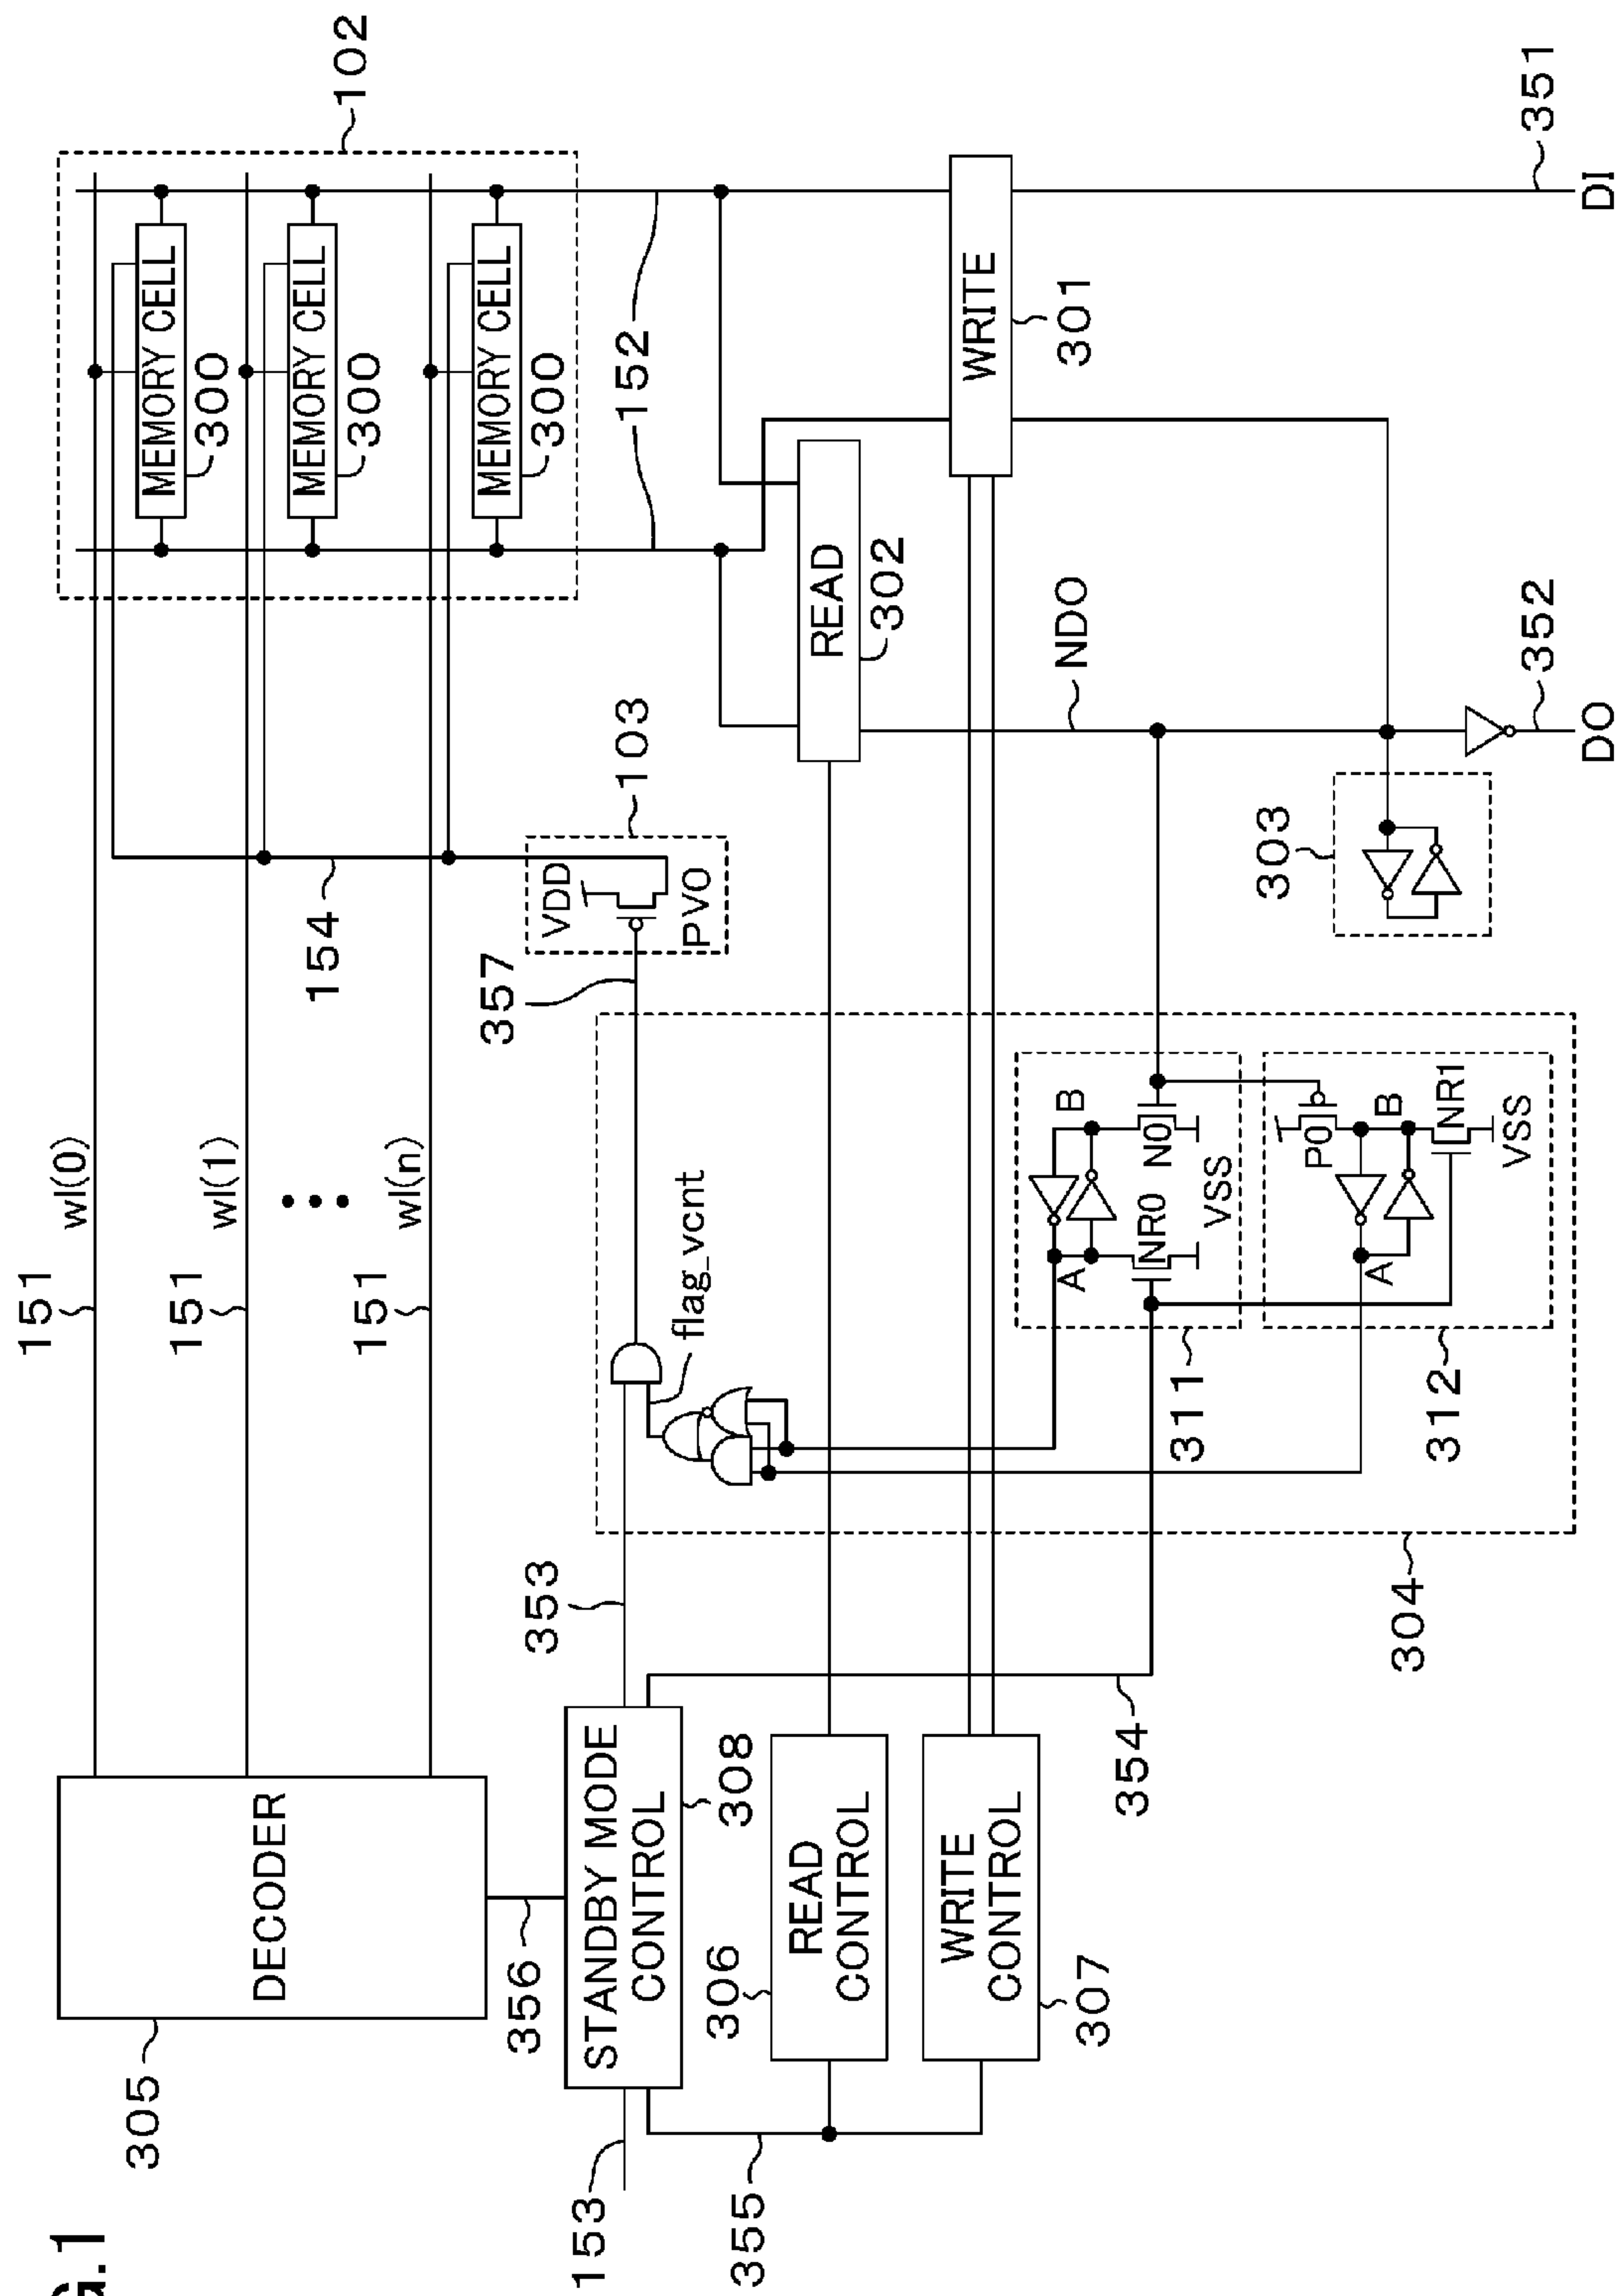 G.1
305
DECODER
151
wl(0)
151
wl(1)
151
wl(n)
154
102
MEMORY CELL
300
MEMORY CELL
300
MEMORY CELL
300
152
103
VDD
PV0
357
153
356
STANDBY MODE
CONTROL
308
353
flag_vcnt
355
306
READ
CONTROL
READ
302
WRITE
CONTROL
307
WRITE
301
354
304
311
A
B
NR0
N0
VSS
312
A
B
P0
NR1
VSS
NDO
303
352
DO
351
DI